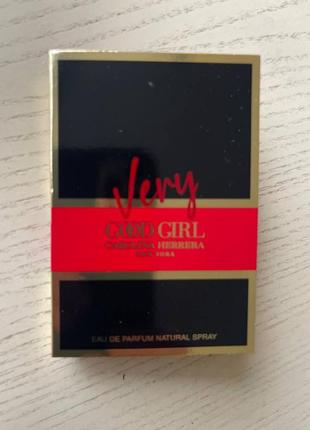 Very
GOOD GIRL
CAROLINA HERRERA
NEW YORK
EAU DE PARFUM NATURAL SPRAY